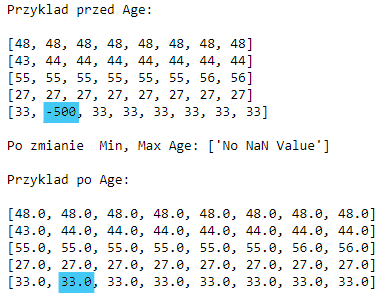 Przyklad przed Age:
[48, 48, 48, 48, 48, 48, 48, 48]
[43, 44, 44, 44, 44, 44, 44, 44]
[55, 55, 55, 55, 55, 55, 56, 56]
[27, 27, 27, 27, 27, 27, 27, 27]
[33, -500, 33, 33, 33, 33, 33, 33]
Po zmianie  Min, Max Age: ['No NaN Value']
Przyklad po Age:
[48.0, 48.0, 48.0, 48.0, 48.0, 48.0, 48.0, 48.0]
[43.0, 44.0, 44.0, 44.0, 44.0, 44.0, 44.0, 44.0]
[55.0, 55.0, 55.0, 55.0, 55.0, 55.0, 56.0, 56.0]
[27.0, 27.0, 27.0, 27.0, 27.0, 27.0, 27.0, 27.0]
[33.0, 33.0, 33.0, 33.0, 33.0, 33.0, 33.0, 33.0]